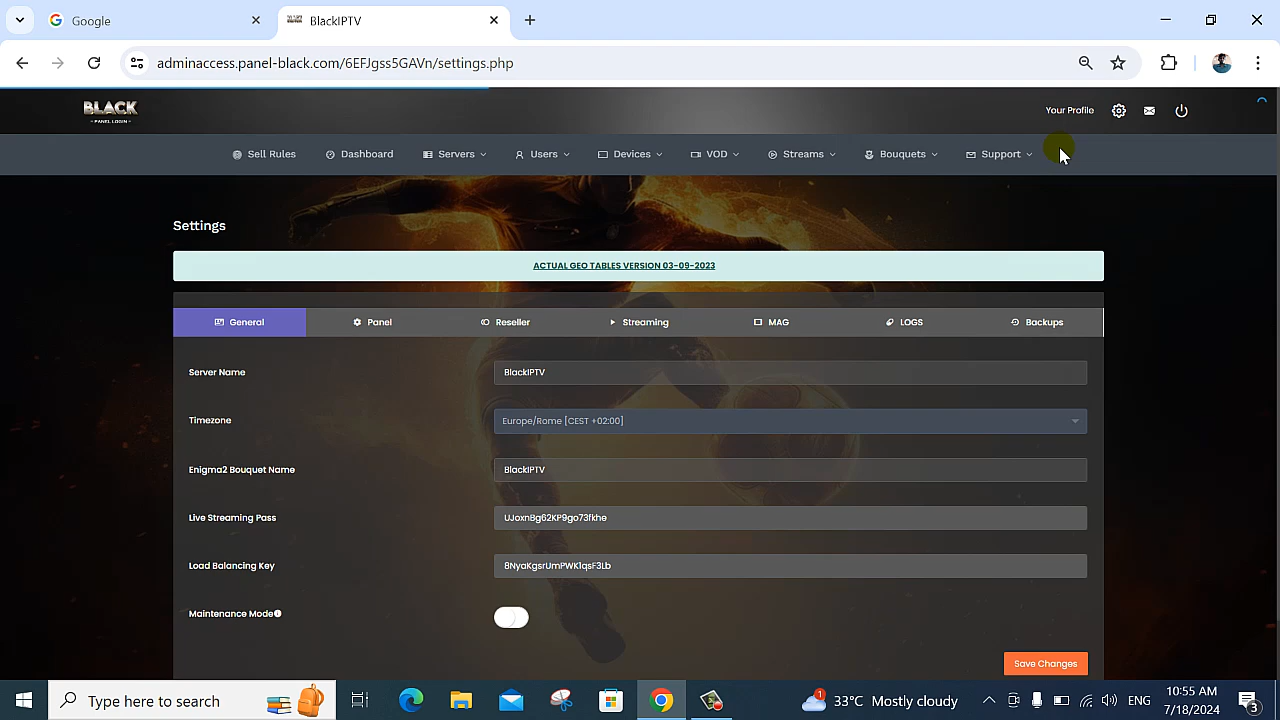 Google
BlackIPTV
adminaccess.panel-black.com/6EFJgss5GAVn/settings.php
BLACK
- PANEL LOGIN -
Your Profile
Sell Rules Dashboard Servers Users Devices VOD Streams Bouquets Support
Settings
ACTUAL GEO TABLES VERSION 03-09-2023
General Panel Reseller Streaming MAG LOGS Backups
Server Name BlackIPTV
Timezone Europe/Rome [CEST +02:00]
Enigma2 Bouquet Name BlackIPTV
Live Streaming Pass UJoxnBg62KP9go73fkhe
Load Balancing Key 8NyaKgsrUmPWK1qsF3Lb
Maintenance Mode
Save Changes
Type here to search
1
33°C Mostly cloudy
ENG
10:55 AM
7/18/2024
3